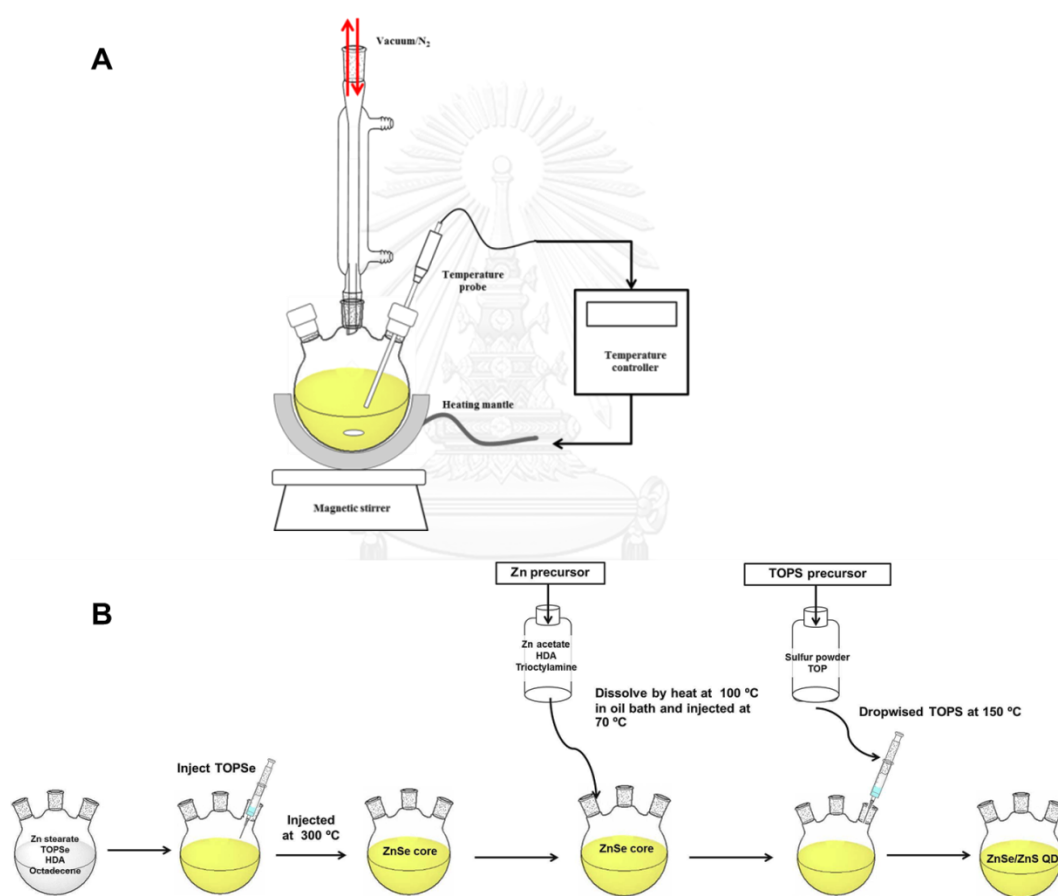 A
Vacuum/N2
Temperature
probe
Temperature
controller
Heating mantle
Magnetic stirrer
B
Zn precursor
TOPS precursor
Zn acetate
HDA
Trioctylamine
Sulfur powder
TOP
Dissolve by heat at 100 ºC
in oil bath and injected at
70 ºC
Dropwised TOPS at 150 ºC
Inject TOPSe
Injected
at 300 ºC
Zn stearate
TOPSe
HDA
Octadecene
ZnSe core
ZnSe core
ZnSe/ZnS QD